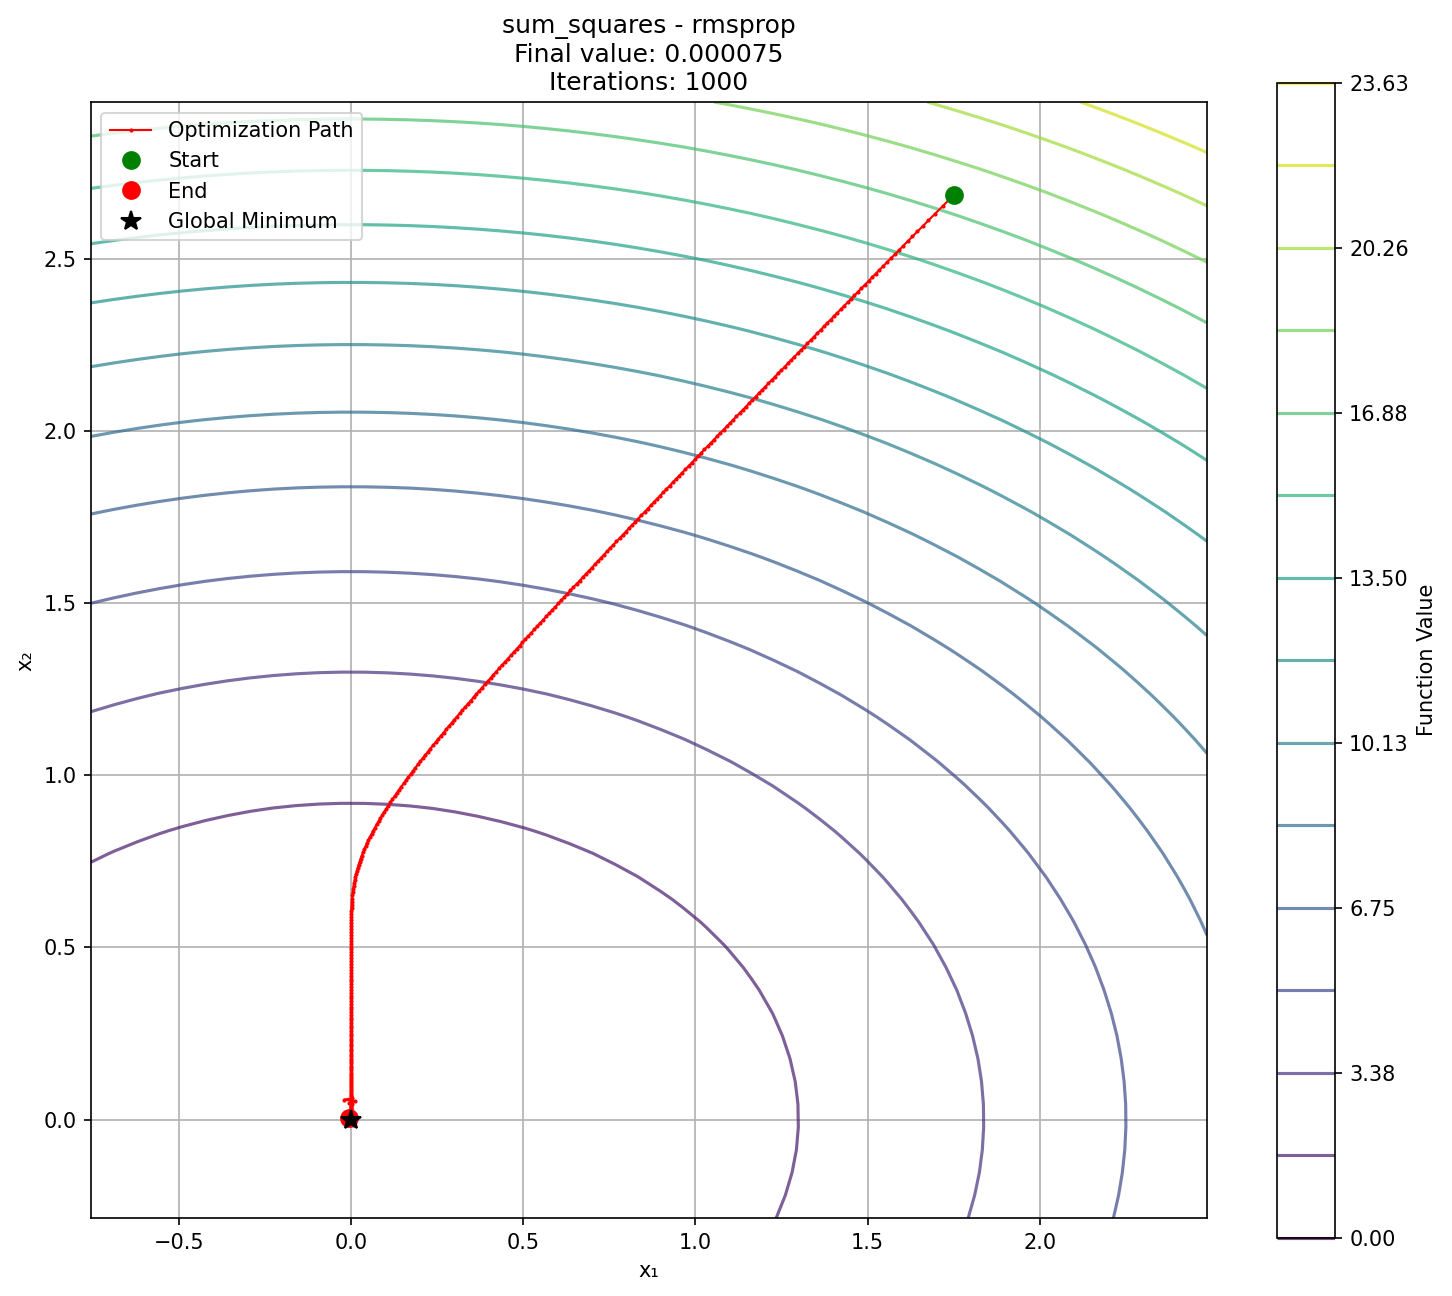 sum_squares - rmsprop
Final value: 0.000075
Iterations: 1000
Optimization Path
Start
End
Global Minimum
2.5
2.0
1.5
1.0
0.5
0.0
x₂
−0.5
0.0
0.5
1.0
1.5
2.0
x₁
23.63
20.26
16.88
13.50
10.13
6.75
3.38
0.00
Function Value